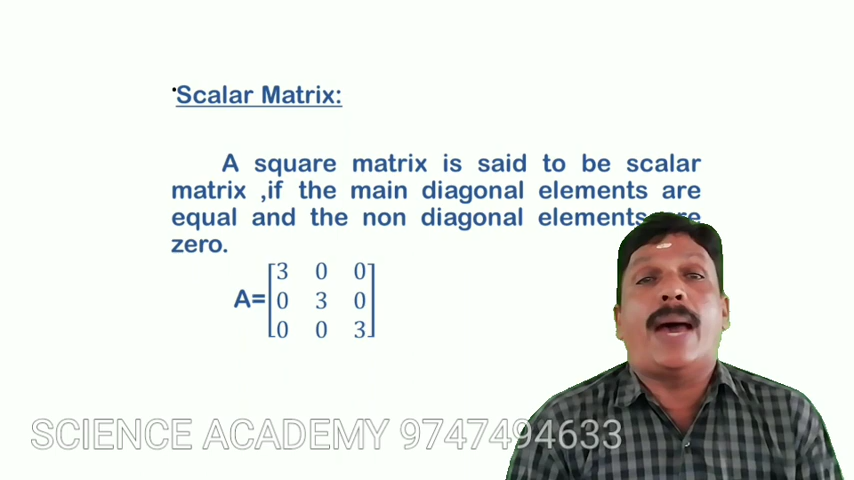 Scalar Matrix:
A square matrix is said to be scalar
matrix ,if the main diagonal elements are
equal and the non diagonal elements are
zero.
A=
3 0 0
0 3 0
0 0 3
SCIENCE ACADEMY 9747494633